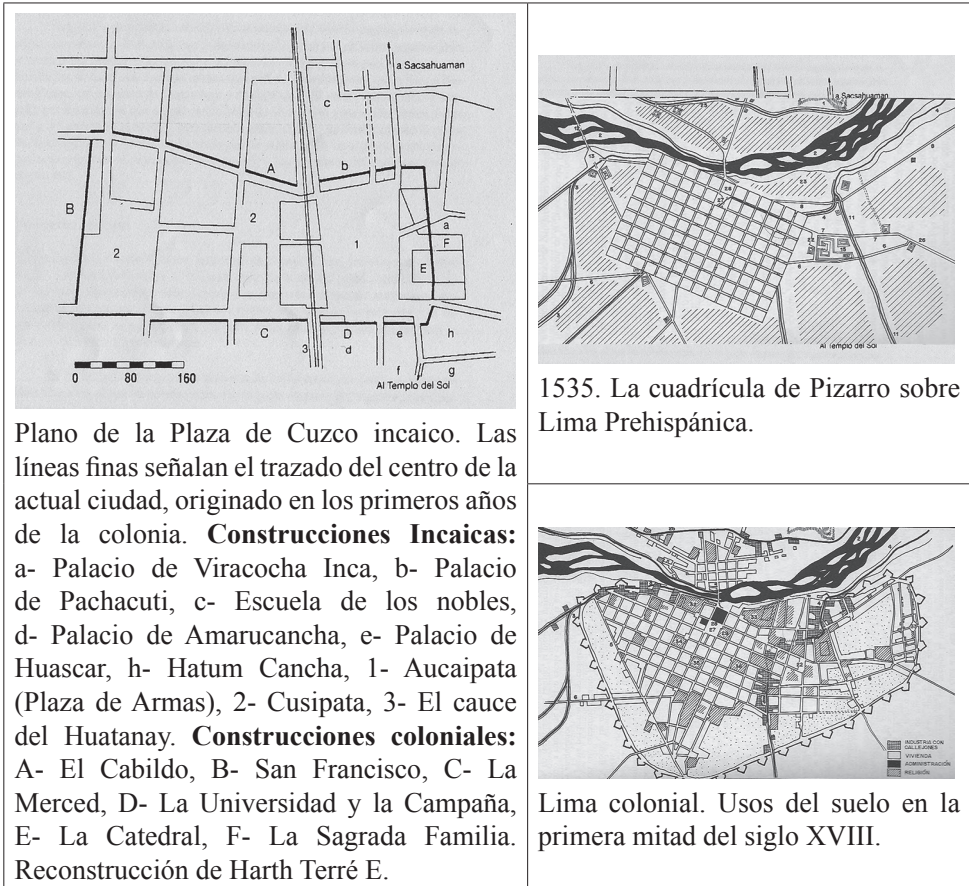 a Sacsahuaman
c
A
b
B
2
2
1
a
F
E
C
3
D
d
e
h
f
g
0 80 160
Al Templo del Sol
Plano de la Plaza de Cuzco incaico. Las
líneas finas señalan el trazado del centro de la
actual ciudad, originado en los primeros años
de la colonia. Construcciones Incaicas:
a- Palacio de Viracocha Inca, b- Palacio
de Pachacuti, c- Escuela de los nobles,
d- Palacio de Amarucancha, e- Palacio de
Huascar, h- Hatum Cancha, 1- Aucaipata
(Plaza de Armas), 2- Cusipata, 3- El cauce
del Huatanay. Construcciones coloniales:
A- El Cabildo, B- San Francisco, C- La
Merced, D- La Universidad y la Campaña,
E- La Catedral, F- La Sagrada Familia.
Reconstrucción de Harth Terré E.
a Sacsahuaman
Al Templo del Sol
1535. La cuadrícula de Pizarro sobre
Lima Prehispánica.
INDUSTRIA CON
CALLEJONES
VIVIENDA
ADMINISTRACIÓN
RELIGIÓN
Lima colonial. Usos del suelo en la
primera mitad del siglo XVIII.